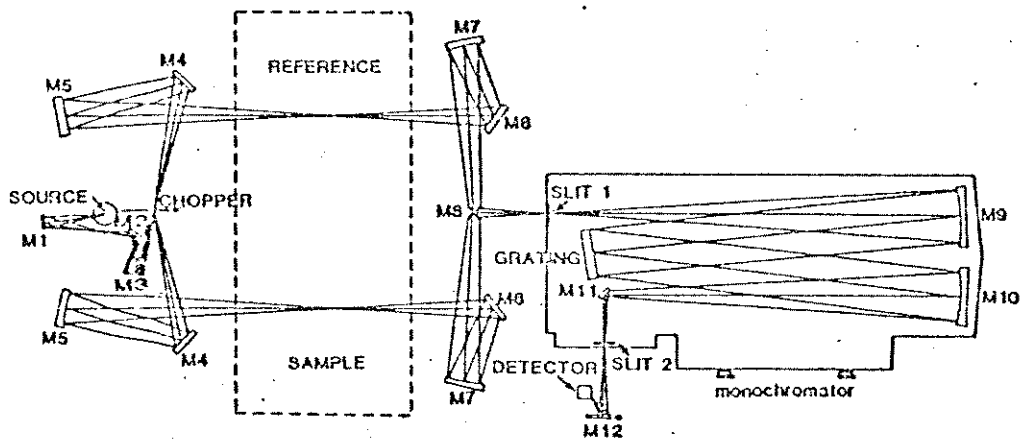 M7
M4
REFERENCE
M5
M6
SOURCE
CHOPPER
M2
SLIT 1
M8
M9
M1
GRATING
M3
M11
M6
M10
M5
M4
SAMPLE
DETECTOR
SLIT 2
M7
monochromator
M12